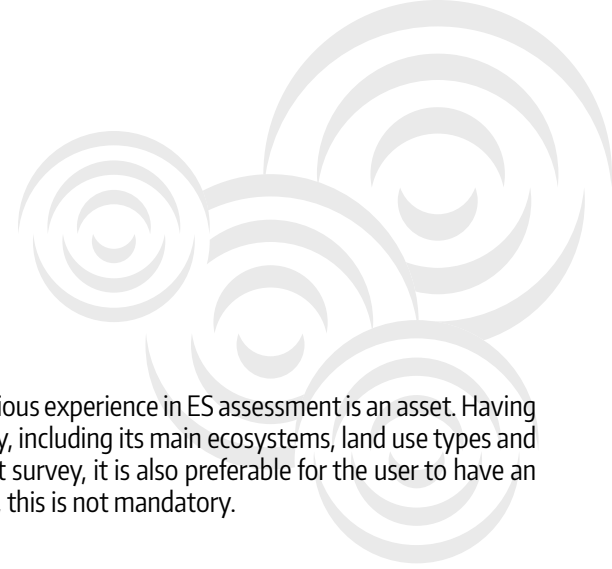 ious experience in ES assessment is an asset. Having
y, including its main ecosystems, land use types and
t survey, it is also preferable for the user to have an
this is not mandatory.